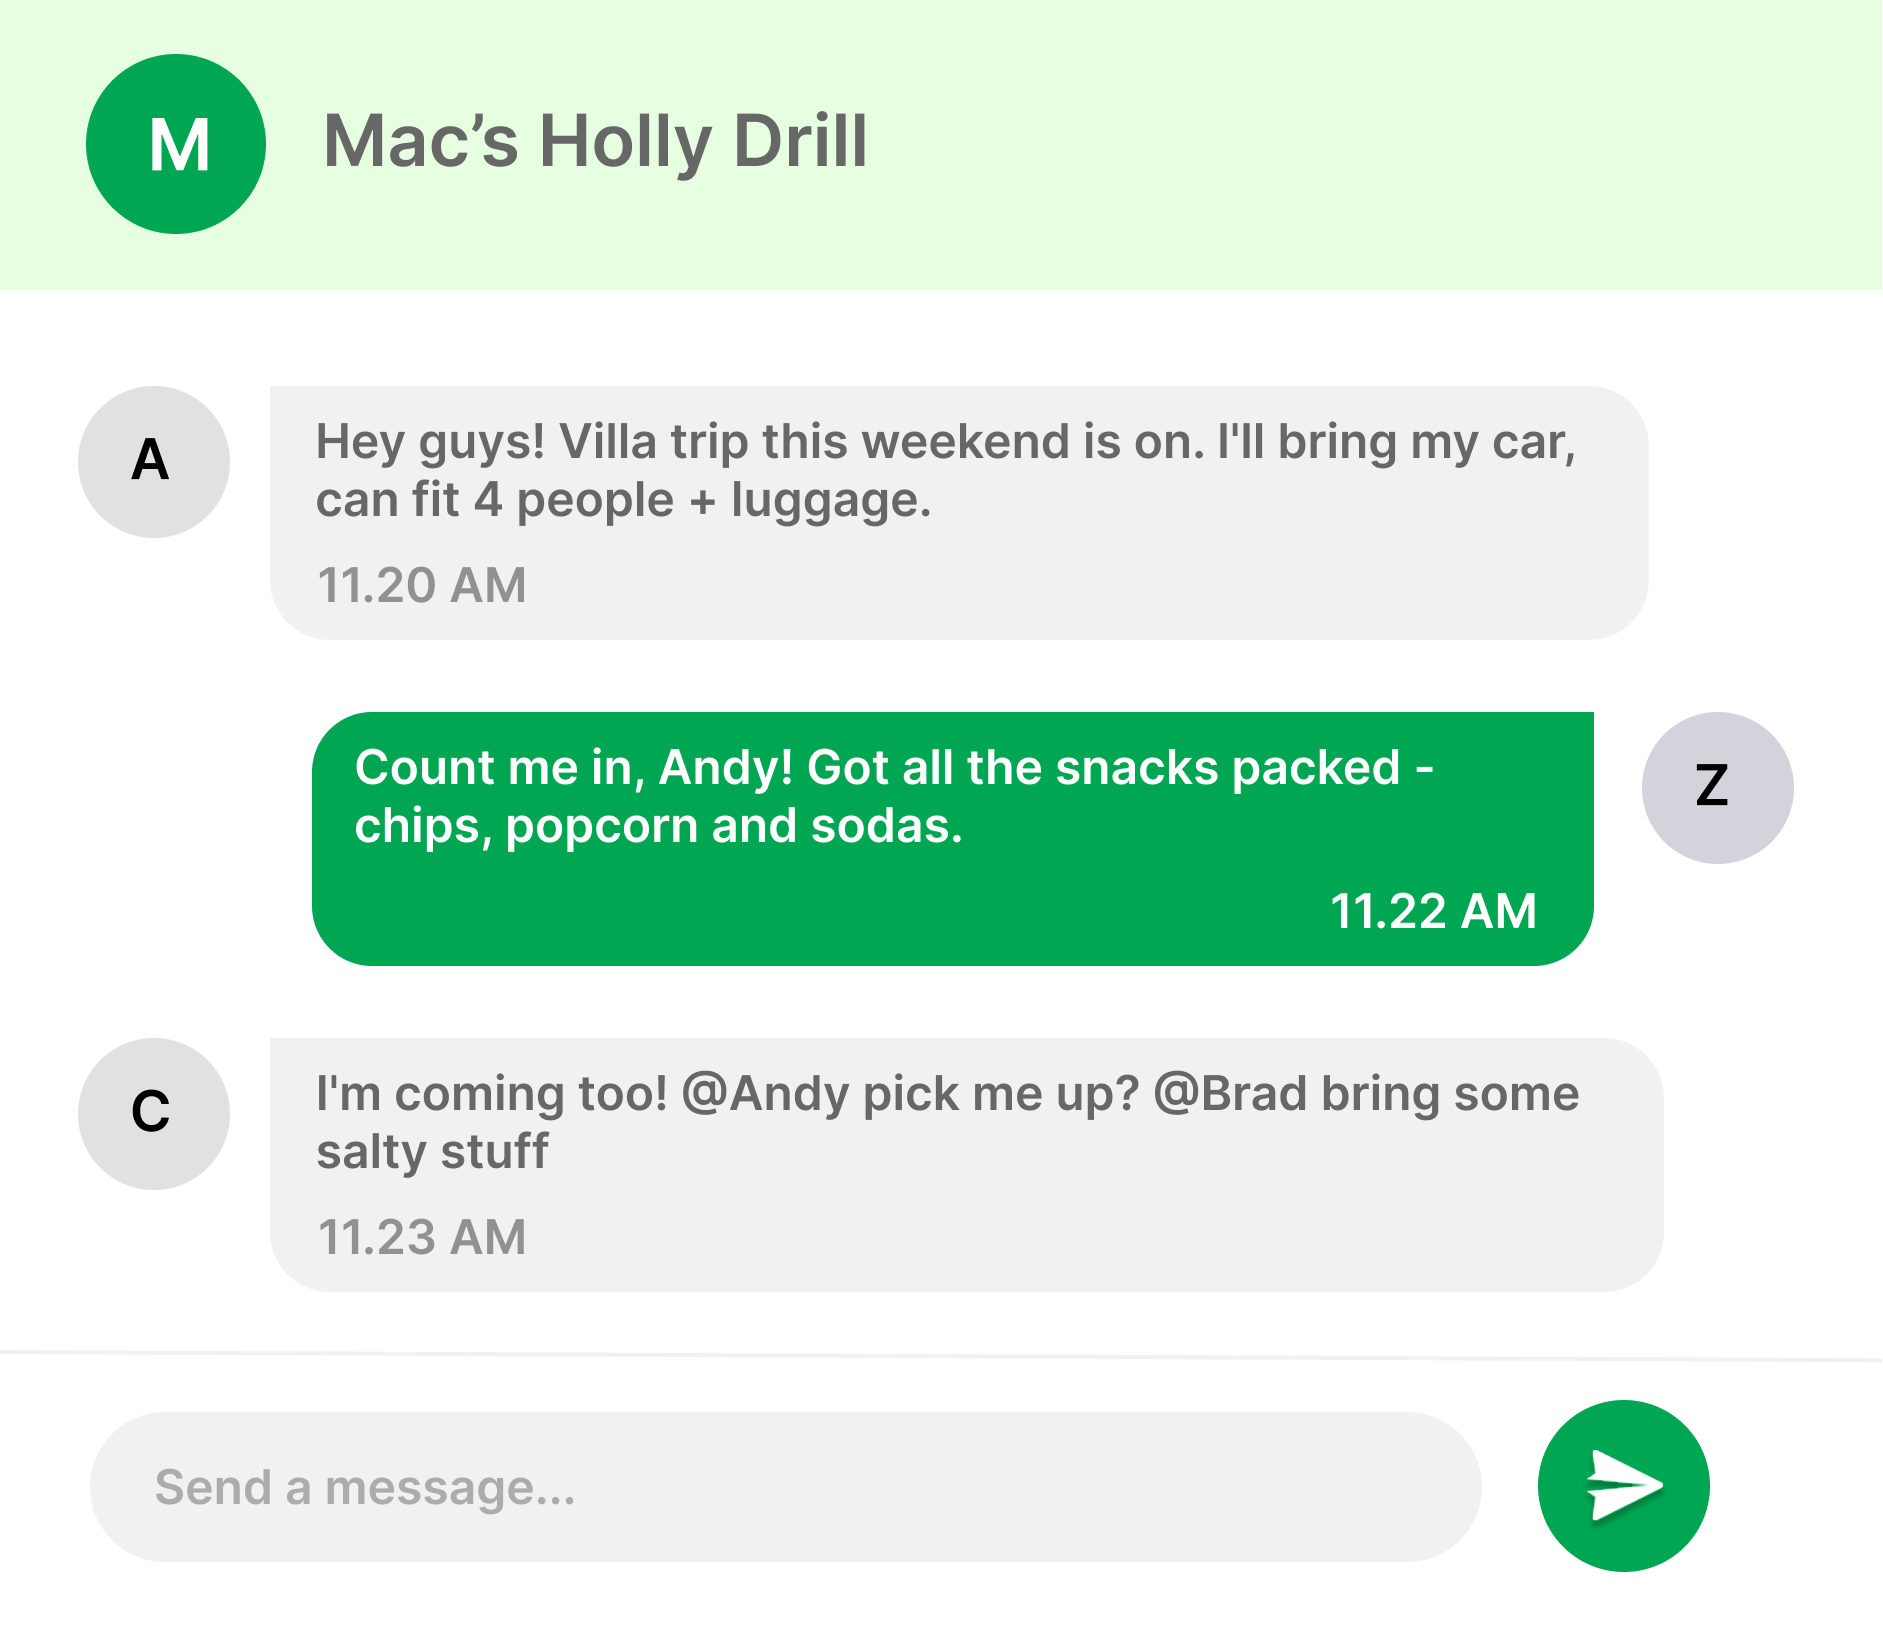 M
Mac’s Holly Drill
A
Hey guys! Villa trip this weekend is on. I'll bring my car,
can fit 4 people + luggage.
11.20 AM
Count me in, Andy! Got all the snacks packed -
chips, popcorn and sodas.
11.22 AM
Z
C
I'm coming too! @Andy pick me up? @Brad bring some
salty stuff
11.23 AM
Send a message...